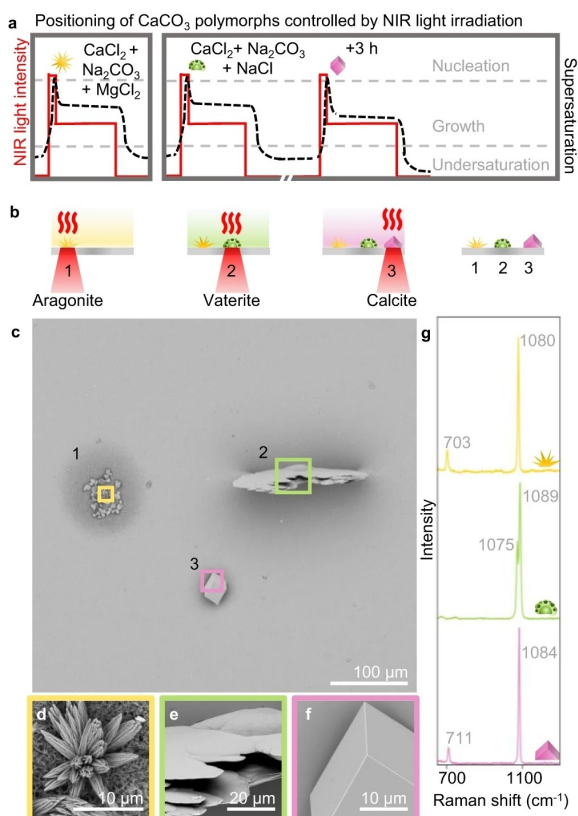 Positioning of CaCO₃ polymorphs controlled by NIR light irradiation
a
NIR light intensity
CaCl₂ +
Na₂CO₃
+ MgCl₂
CaCl₂+ Na₂CO₃
+ NaCl
+3 h
Nucleation
Growth
Undersaturation
Supersaturation
b
1
2
3
1 2 3
Aragonite
Vaterite
Calcite
c
1
2
3
100 µm
d
10 µm
e
20 µm
f
10 µm
g
Intensity
1080
703
1089
1075
1084
711
700 1100
Raman shift (cm⁻¹)